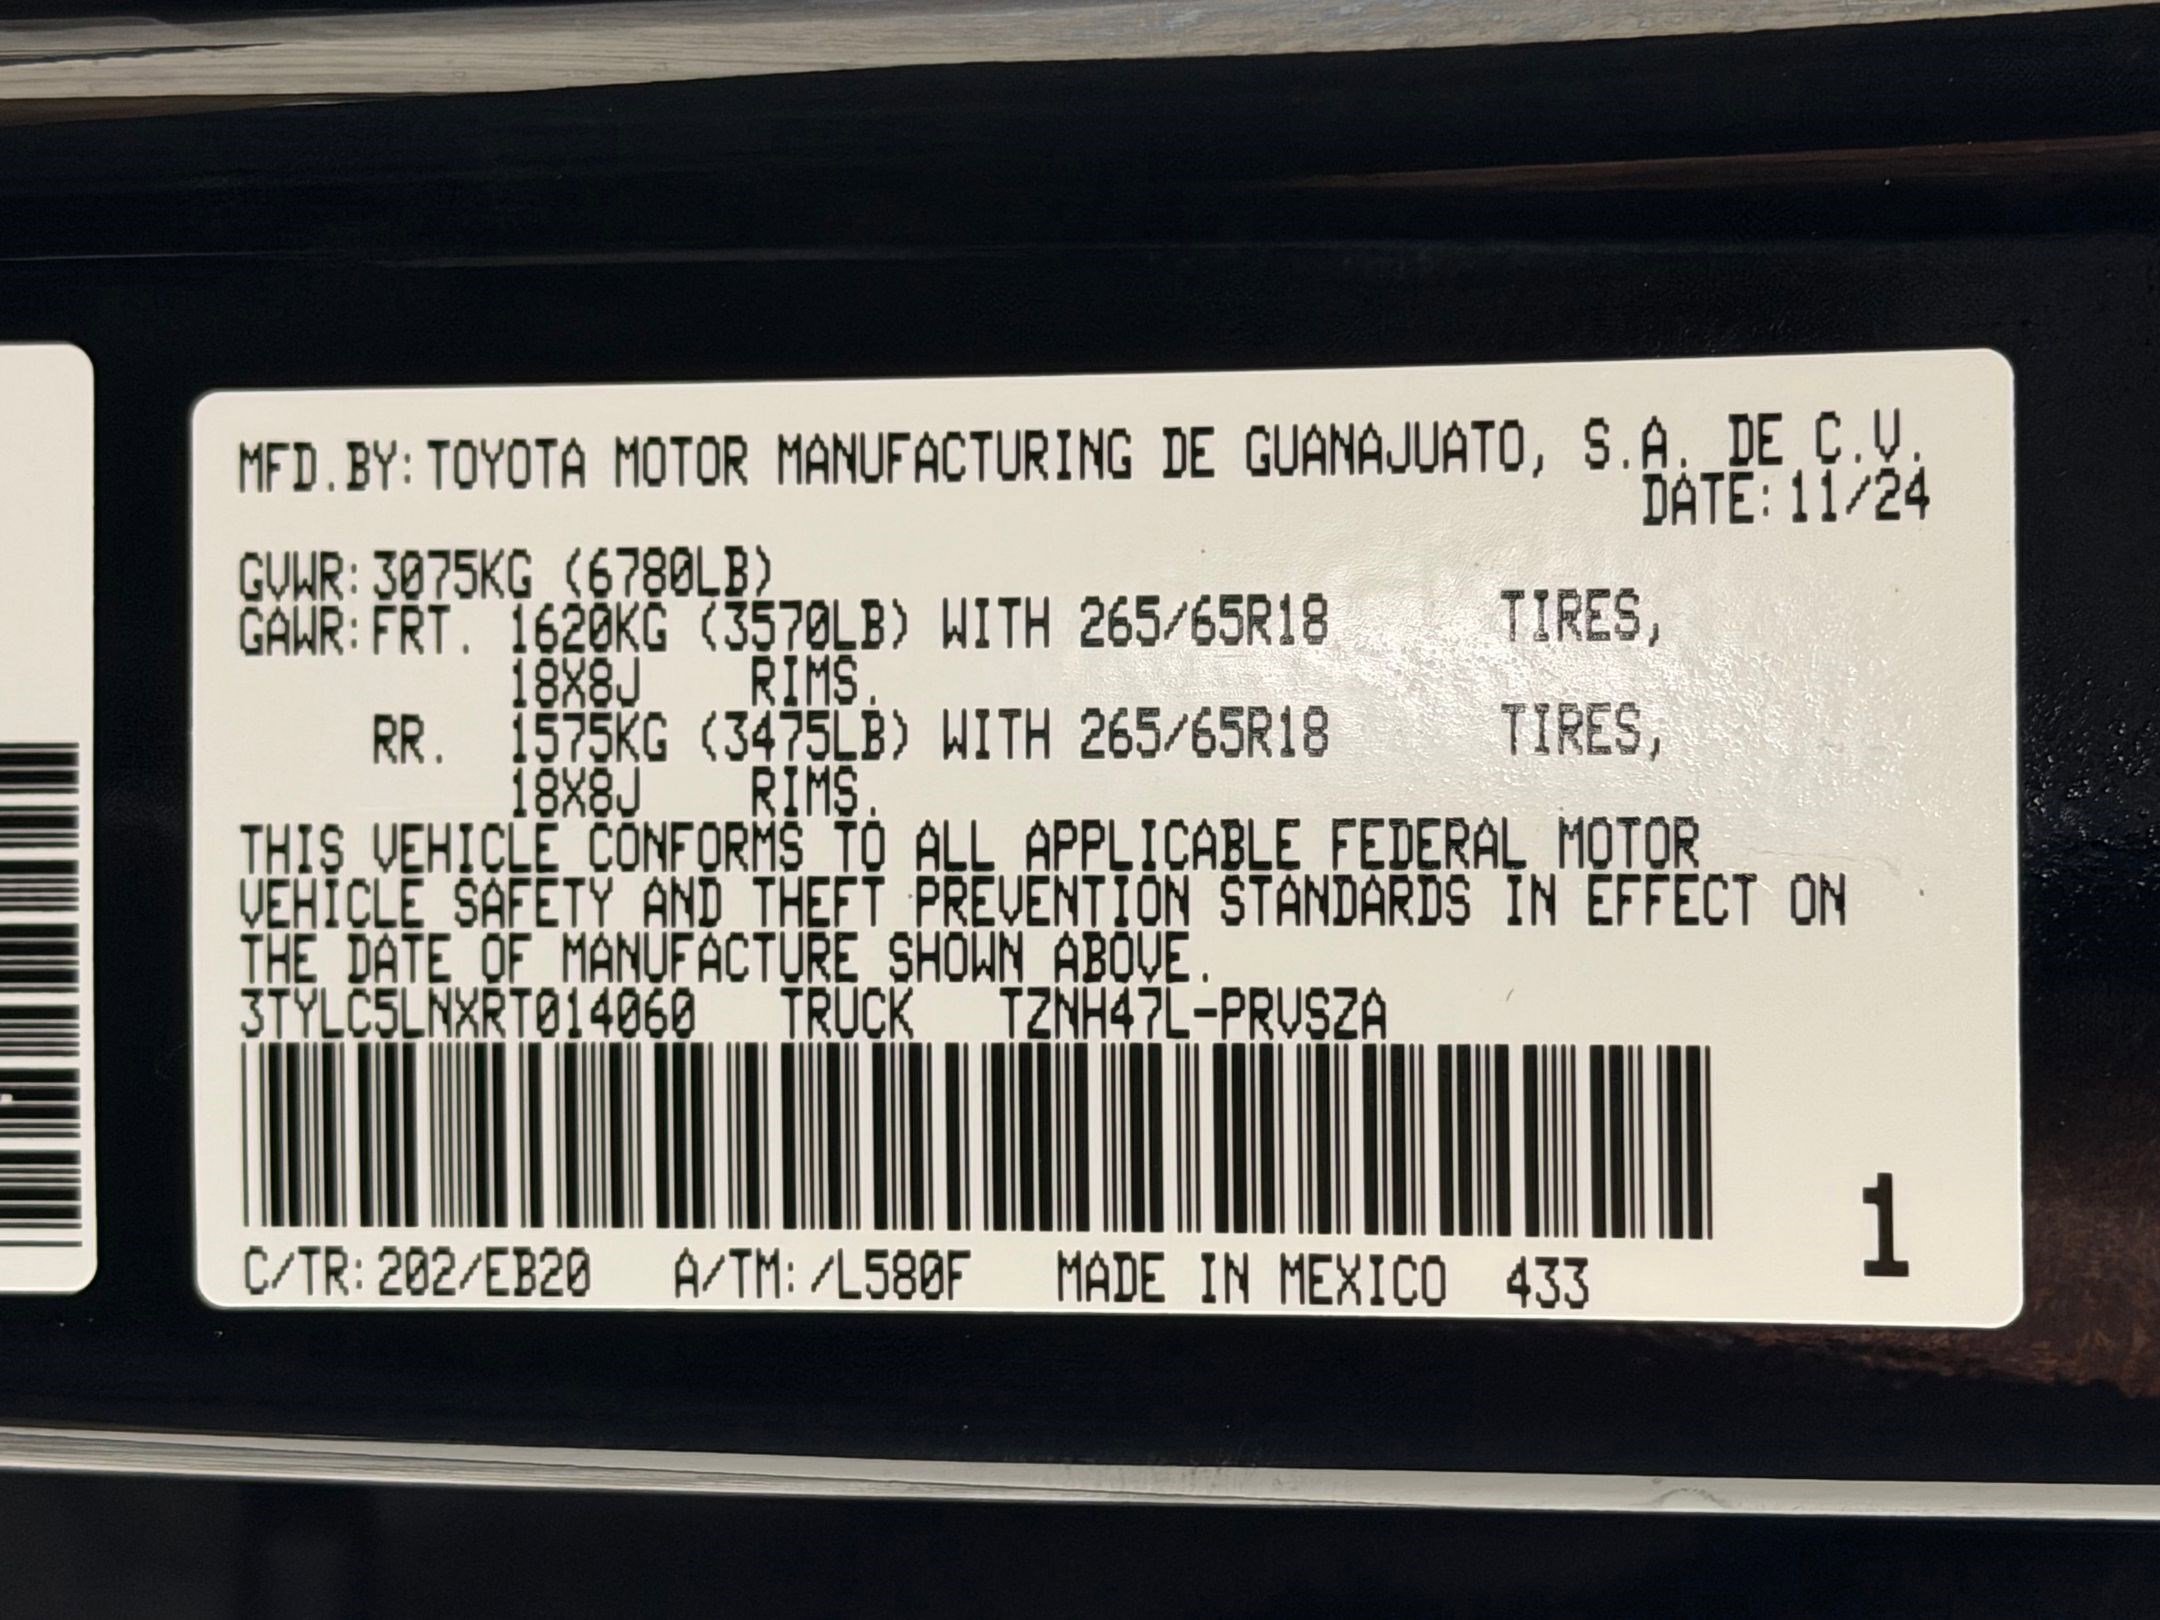 MFD.BY:TOYOTA MOTOR MANUFACTURING DE GUANAJUATO, S.A. DE C.V.
DATE:11/24
GVWR:3075KG (6780LB)
GAWR:FRT. 1620KG (3570LB) WITH 265/65R18 TIRES,
18X8J RIMS.
RR. 1575KG (3475LB) WITH 265/65R18 TIRES,
18X8J RIMS.
THIS VEHICLE CONFORMS TO ALL APPLICABLE FEDERAL MOTOR
VEHICLE SAFETY AND THEFT PREVENTION STANDARDS IN EFFECT ON
THE DATE OF MANUFACTURE SHOWN ABOVE.
3TYLC5LNXRT014060 TRUCK TZNH47L-PRVSZA
C/TR:202/EB20 A/TM:/L580F MADE IN MEXICO 433
1